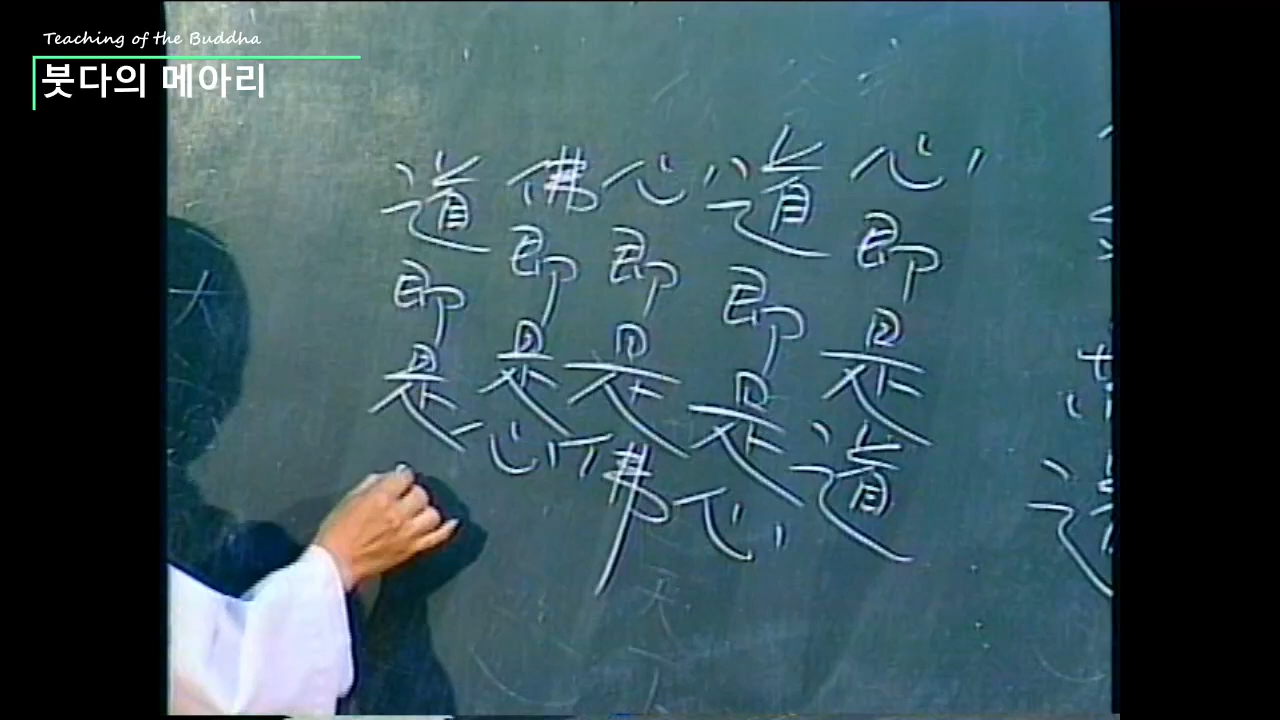 Teaching of the Buddha
붓다의 메아리
心即是道
道即是心
心即是佛
佛即是心
道即是